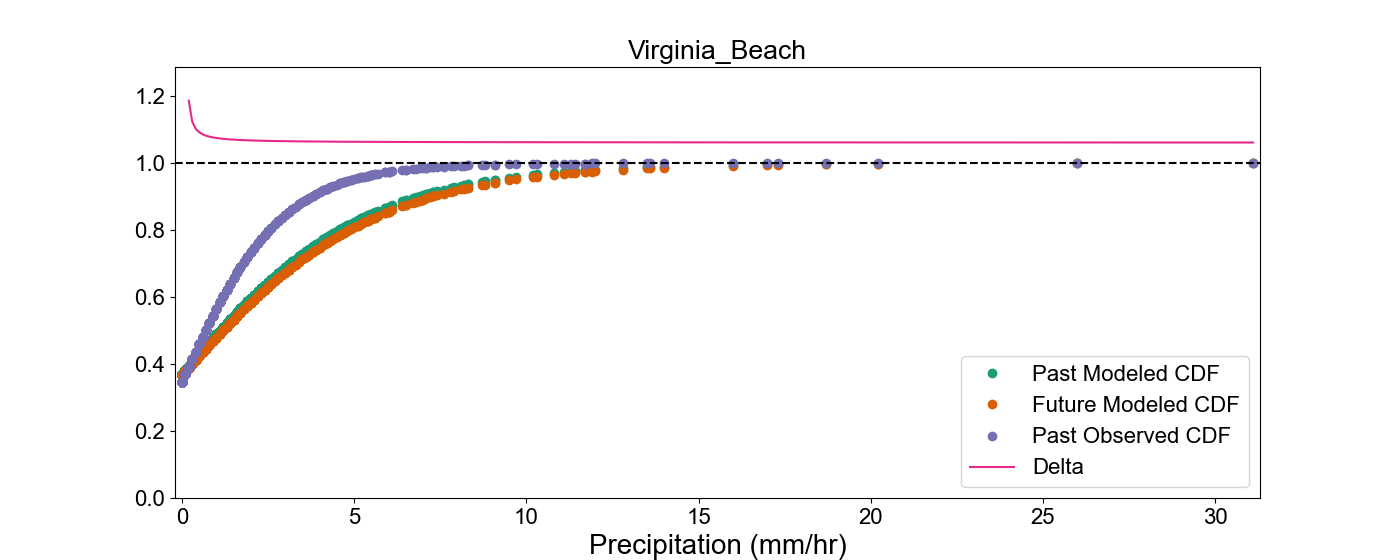 Virginia_Beach
1.2
1.0
0.8
0.6
0.4
0.2
0.0
0 5 10 15 20 25 30
Precipitation (mm/hr)
Past Modeled CDF
Future Modeled CDF
Past Observed CDF
Delta